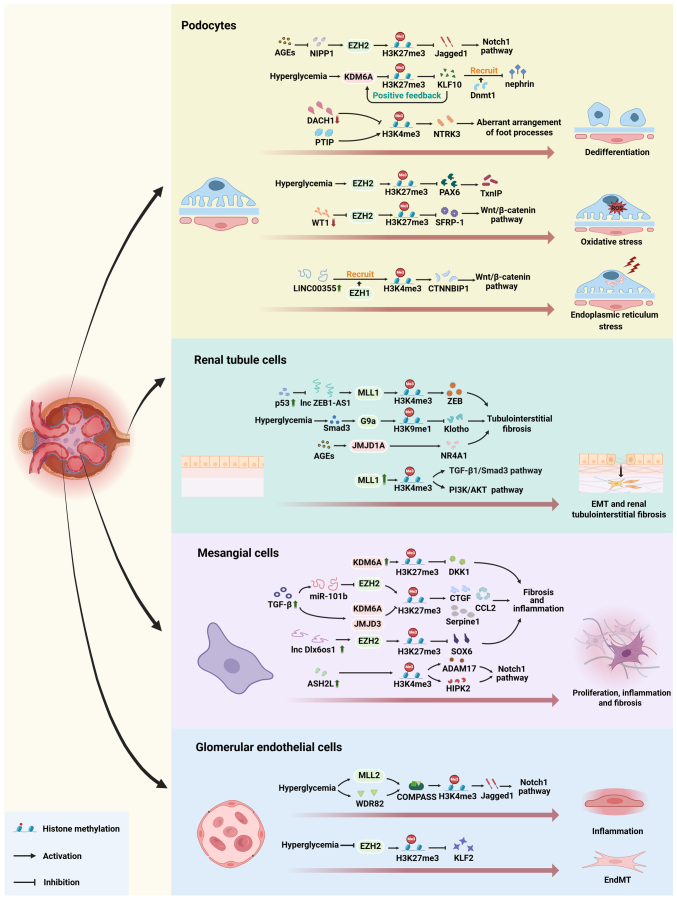 Podocytes
AGEs
NIPP1
EZH2
Me3
H3K27me3
Jagged1
Notch1
pathway
Hyperglycemia
KDM6A
Me3
H3K27me3
KLF10
Recruit
Dnmt1
nephrin
Positive feedback
DACH1
PTIP
Me3
H3K4me3
NTRK3
Aberrant arrangement
of foot processes
Dedifferentiation
Hyperglycemia
EZH2
Me3
H3K27me3
PAX6
TxnIP
WT1
EZH2
Me3
H3K27me3
SFRP-1
Wnt/β-catenin
pathway
ROS
Oxidative stress
LINC00355
Recruit
EZH1
Me3
H3K4me3
CTNNBIP1
Wnt/β-catenin
pathway
Endoplasmic reticulum
stress
Renal tubule cells
p53
lnc ZEB1-AS1
MLL1
Me3
H3K4me3
ZEB
Hyperglycemia
Smad3
G9a
Me1
H3K9me1
Klotho
Tubulointerstitial
fibrosis
AGEs
JMJD1A
NR4A1
MLL1
Me3
H3K4me3
TGF-β1/Smad3 pathway
PI3K/AKT pathway
EMT and renal
tubulointerstitial fibrosis
Mesangial cells
KDM6A
Me3
H3K27me3
DKK1
TGF-β
miR-101b
EZH2
KDM6A
JMJD3
Me3
H3K27me3
CTGF
CCL2
Serpine1
Fibrosis
and
inflammation
lnc Dlx6os1
EZH2
Me3
H3K27me3
SOX6
ASH2L
Me3
H3K4me3
ADAM17
HIPK2
Notch1
pathway
Proliferation, inflammation
and fibrosis
Glomerular endothelial cells
Hyperglycemia
MLL2
WDR82
COMPASS
Me3
H3K4me3
Jagged1
Notch1
pathway
Inflammation
Hyperglycemia
EZH2
Me3
H3K27me3
KLF2
EndMT
Histone methylation
Activation
Inhibition